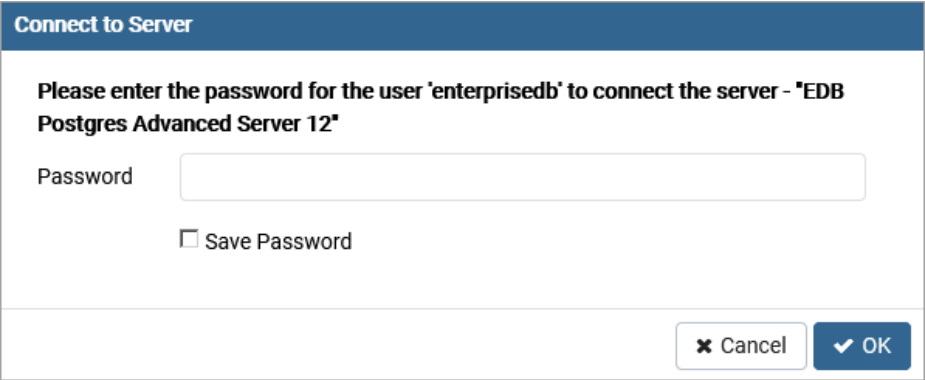 Connect to Server
Please enter the password for the user 'enterprisedb' to connect the server - "EDB
Postgres Advanced Server 12"
Password
Save Password
Cancel
OK